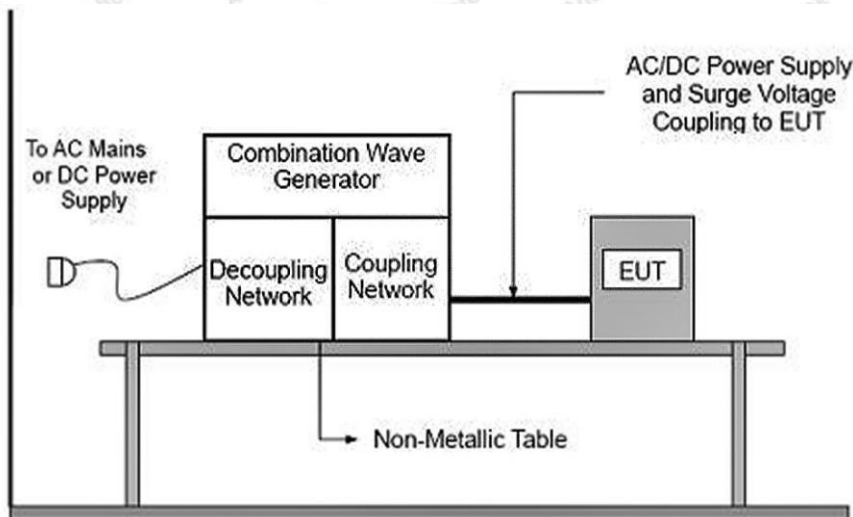 AC/DC Power Supply
and Surge Voltage
Coupling to EUT
To AC Mains
or DC Power
Supply
Combination Wave
Generator
Decoupling
Network
Coupling
Network
EUT
Non-Metallic Table